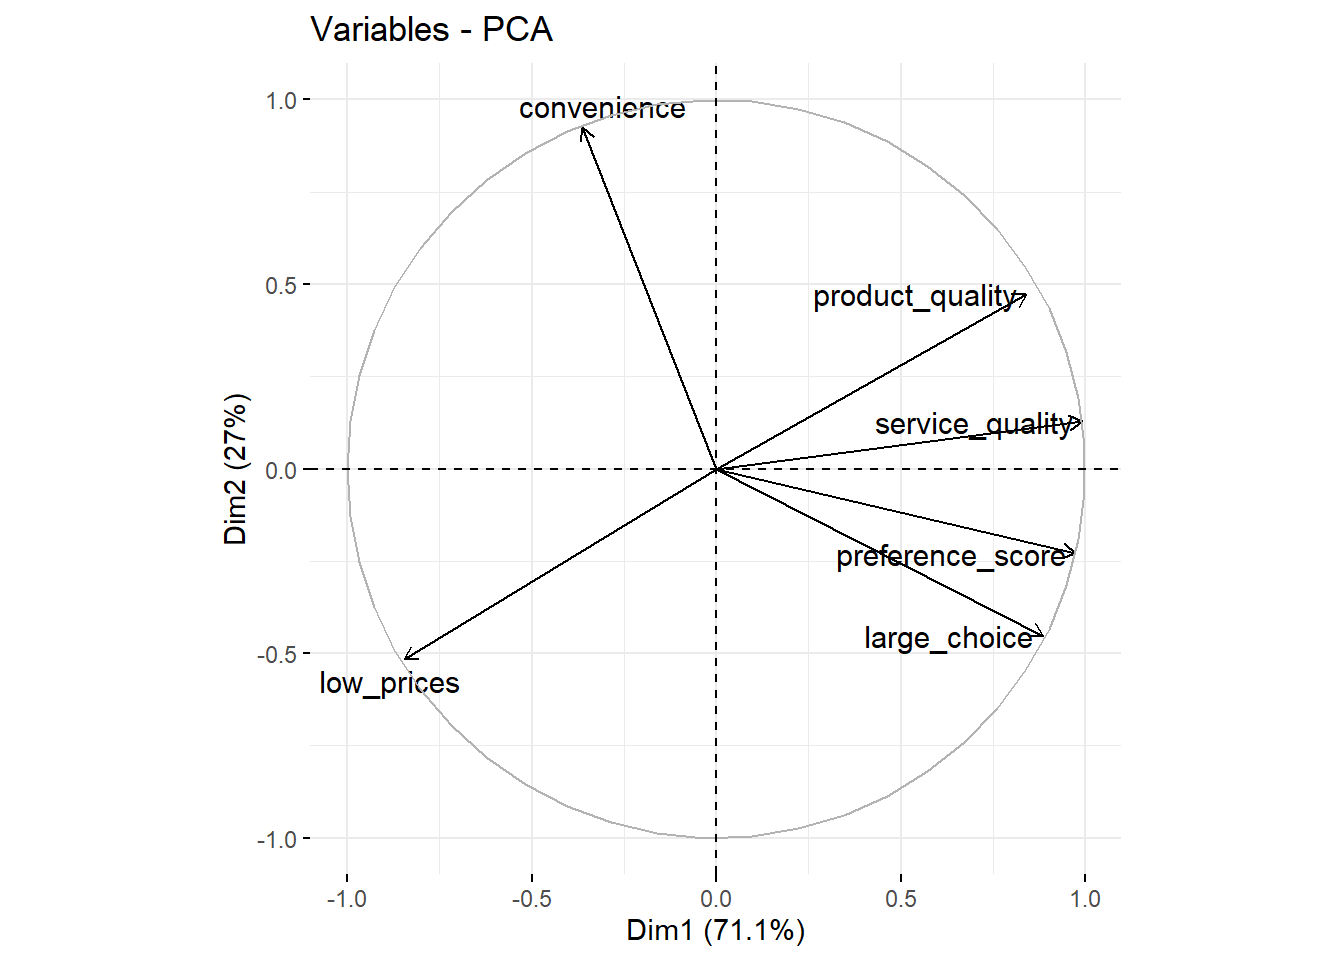 Variables - PCA
1.0
convenience
0.5
product_quality
service_quality
0.0
preference_score
large_choice
-0.5
low_prices
-1.0
Dim2 (27%)
-1.0 -0.5 0.0 0.5 1.0
Dim1 (71.1%)